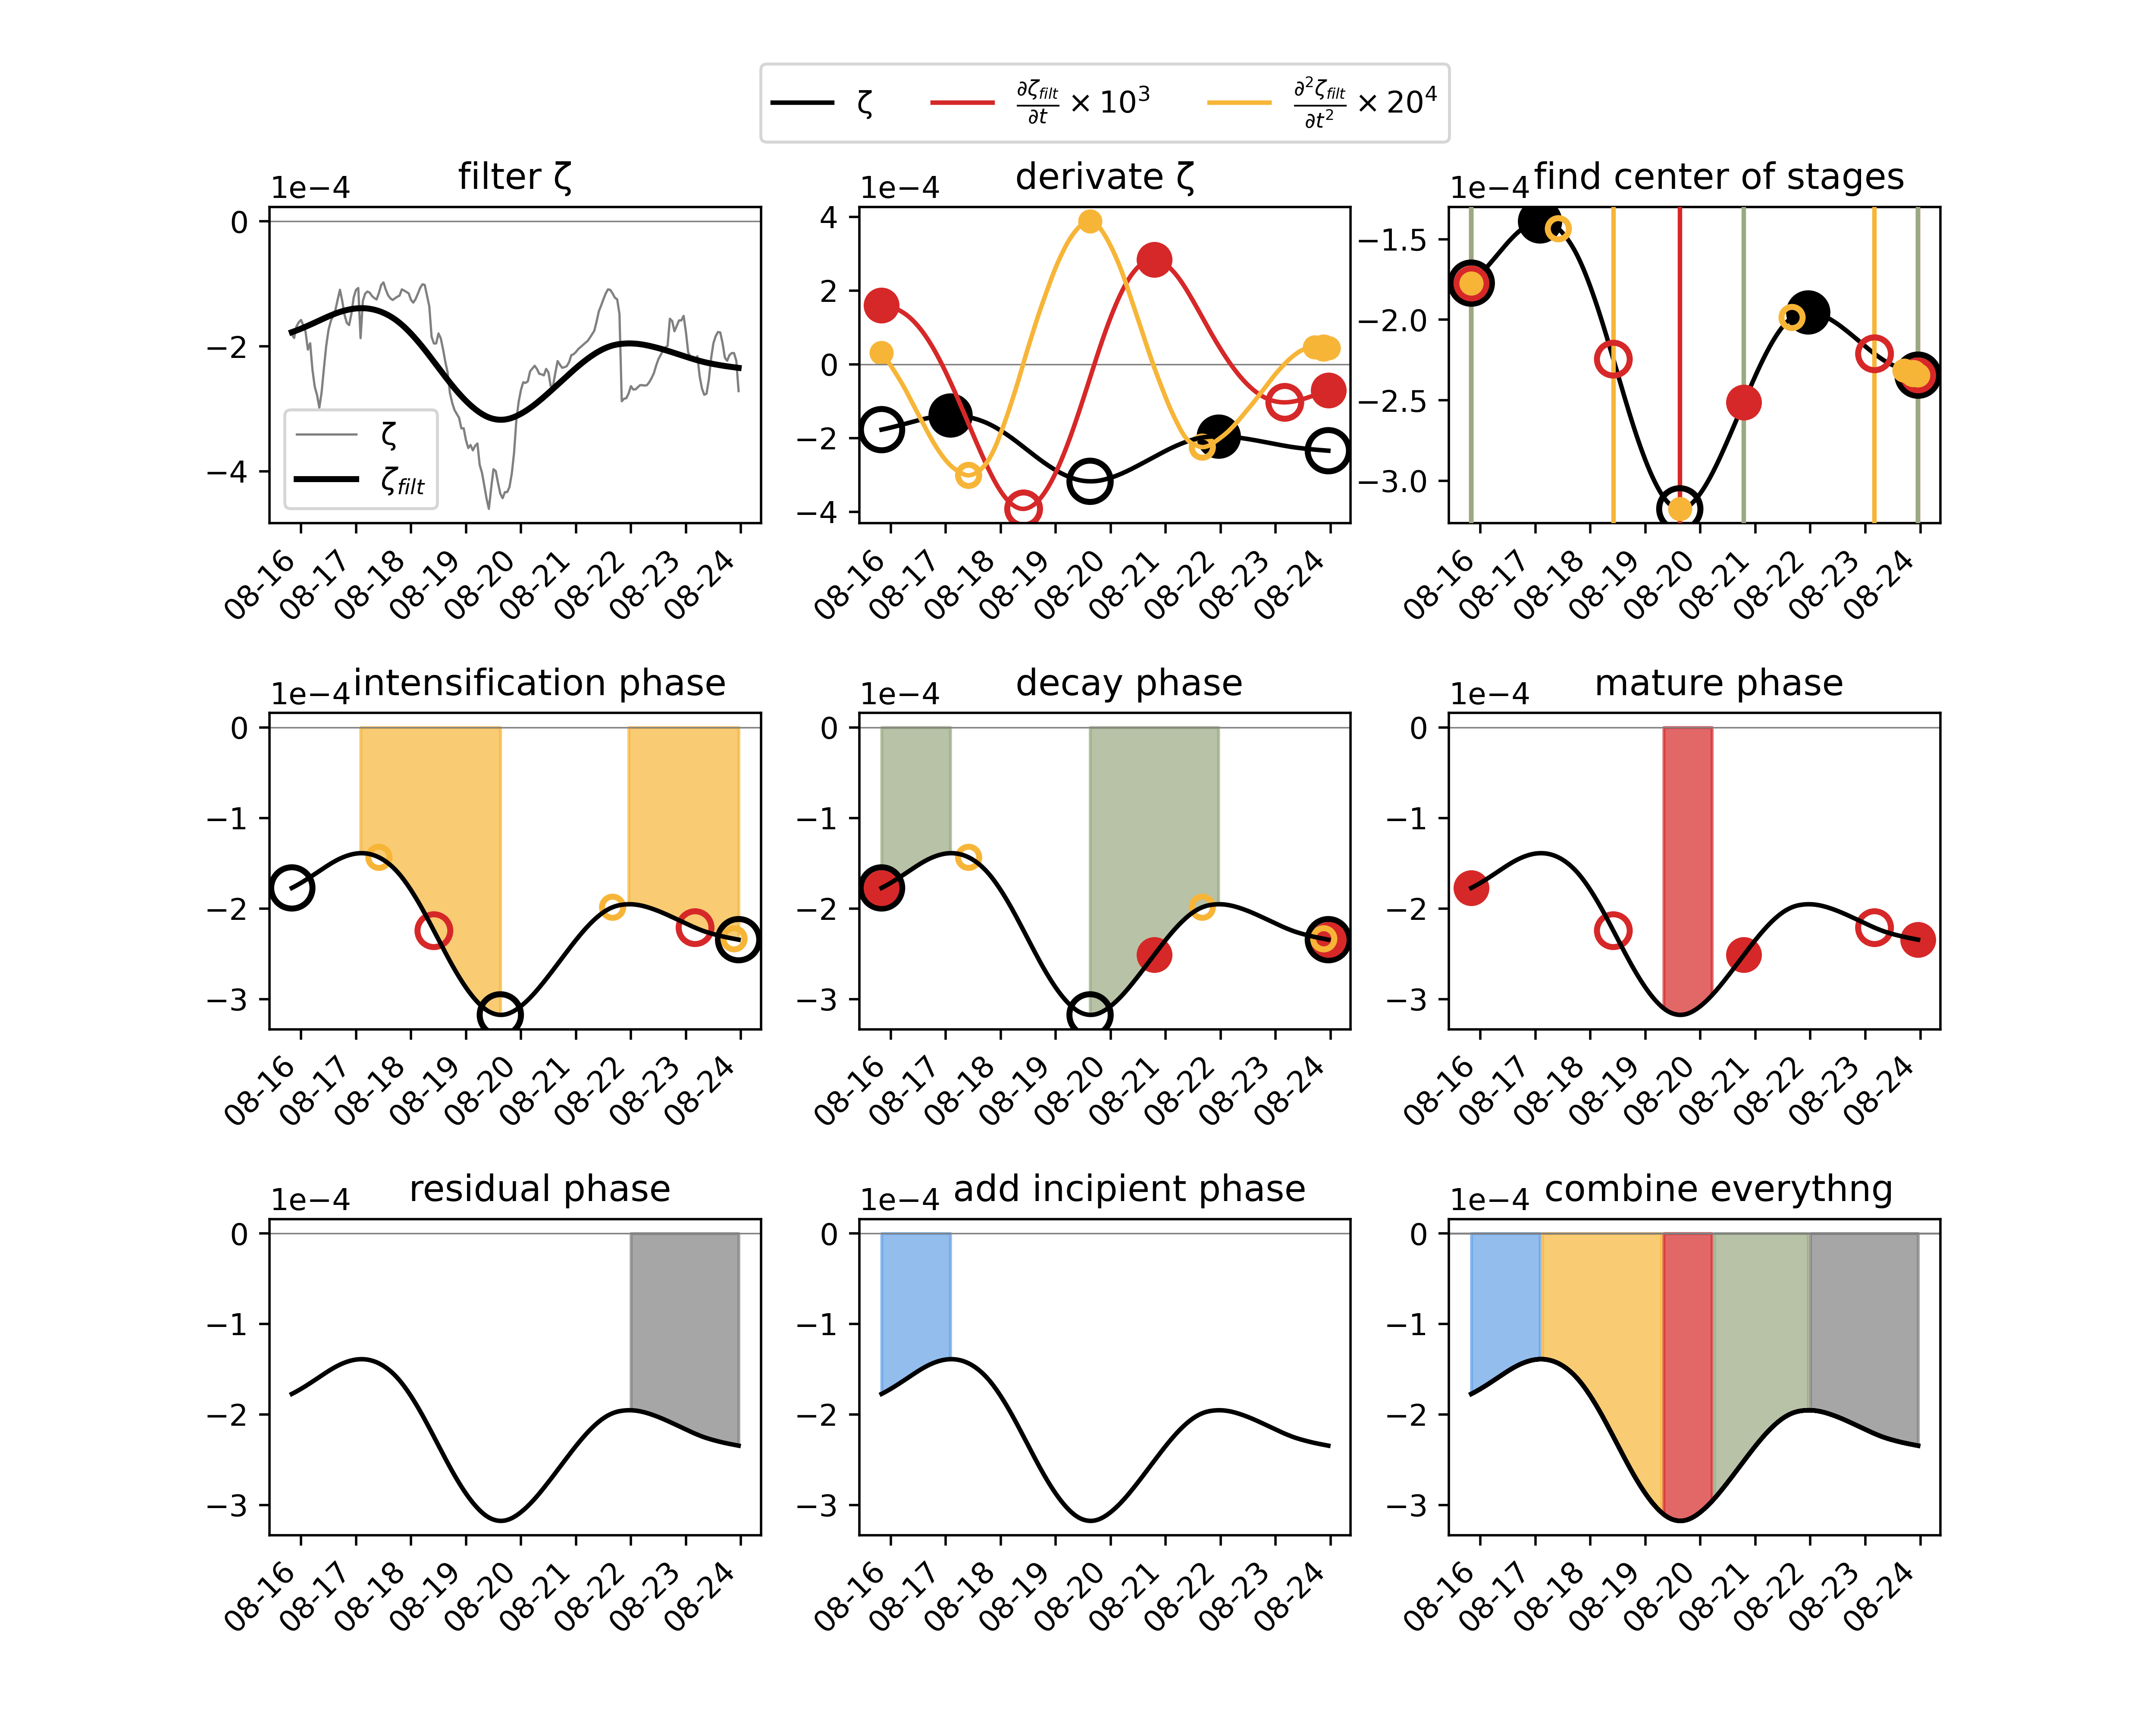 ζ ∂ζ_filt/∂t × 10³ ∂²ζ_filt/∂t² × 20⁴
filter ζ
1e−4
0
−2
−4
ζ
ζ_filt
08-16 08-17 08-18 08-19 08-20 08-21 08-22 08-23 08-24
derivate ζ
1e−4
4
2
0
−2
−4
08-16 08-17 08-18 08-19 08-20 08-21 08-22 08-23 08-24
find center of stages
1e−4
−1.5
−2.0
−2.5
−3.0
08-16 08-17 08-18 08-19 08-20 08-21 08-22 08-23 08-24
intensification phase
1e−4
0
−1
−2
−3
08-16 08-17 08-18 08-19 08-20 08-21 08-22 08-23 08-24
decay phase
1e−4
0
−1
−2
−3
08-16 08-17 08-18 08-19 08-20 08-21 08-22 08-23 08-24
mature phase
1e−4
0
−1
−2
−3
08-16 08-17 08-18 08-19 08-20 08-21 08-22 08-23 08-24
residual phase
1e−4
0
−1
−2
−3
08-16 08-17 08-18 08-19 08-20 08-21 08-22 08-23 08-24
add incipient phase
1e−4
0
−1
−2
−3
08-16 08-17 08-18 08-19 08-20 08-21 08-22 08-23 08-24
combine everythng
1e−4
0
−1
−2
−3
08-16 08-17 08-18 08-19 08-20 08-21 08-22 08-23 08-24